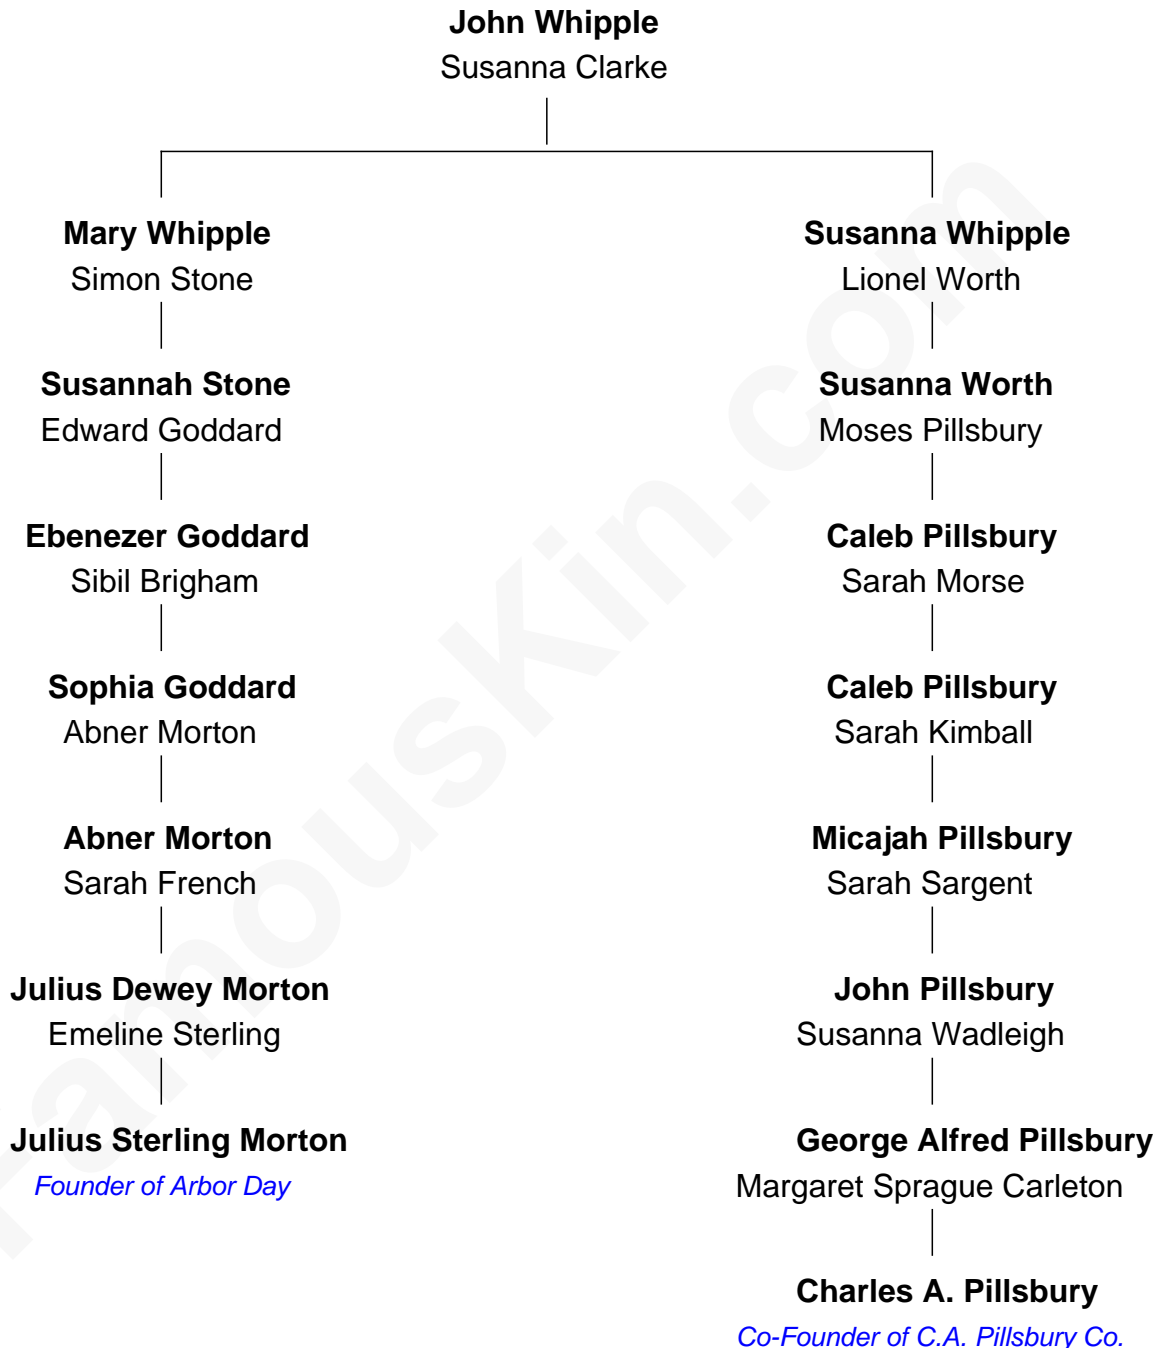 John Whipple
Susanna Clarke
Mary Whipple
Simon Stone
Susanna Whipple
Lionel Worth
Susannah Stone
Edward Goddard
Susanna Worth
Moses Pillsbury
Ebenezer Goddard
Sibil Brigham
Caleb Pillsbury
Sarah Morse
Sophia Goddard
Abner Morton
Caleb Pillsbury
Sarah Kimball
Abner Morton
Sarah French
Micajah Pillsbury
Sarah Sargent
Julius Dewey Morton
Emeline Sterling
John Pillsbury
Susanna Wadleigh
Julius Sterling Morton
Founder of Arbor Day
George Alfred Pillsbury
Margaret Sprague Carleton
Charles A. Pillsbury
Co-Founder of C.A. Pillsbury Co.
FamousKin.com